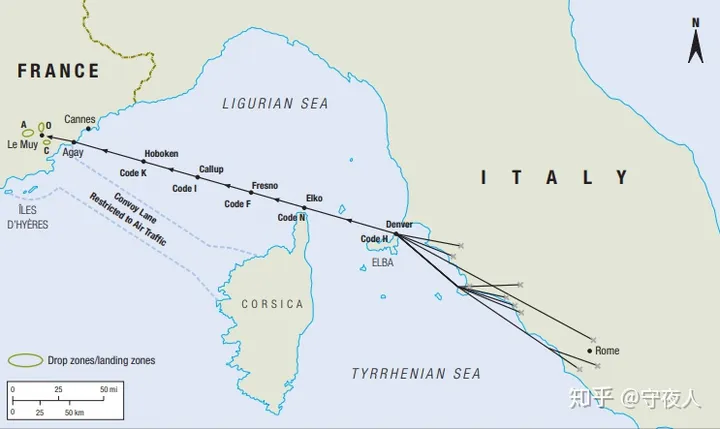 N
FRANCE
LIGURIAN SEA
Cannes
A
O
Le Muy
C
Agay
Hoboken
Code K
Callup
Code I
Fresno
Code F
Elko
Code N
Denver
Code H
ELBA
ITALY
Convoy Lane
Restricted to Air Traffic
ÎLES
D'HYÈRES
CORSICA
Rome
TYRRHENIAN SEA
Drop zones/landing zones
0 25 50 mi
0 25 50 km
知乎 @守夜人